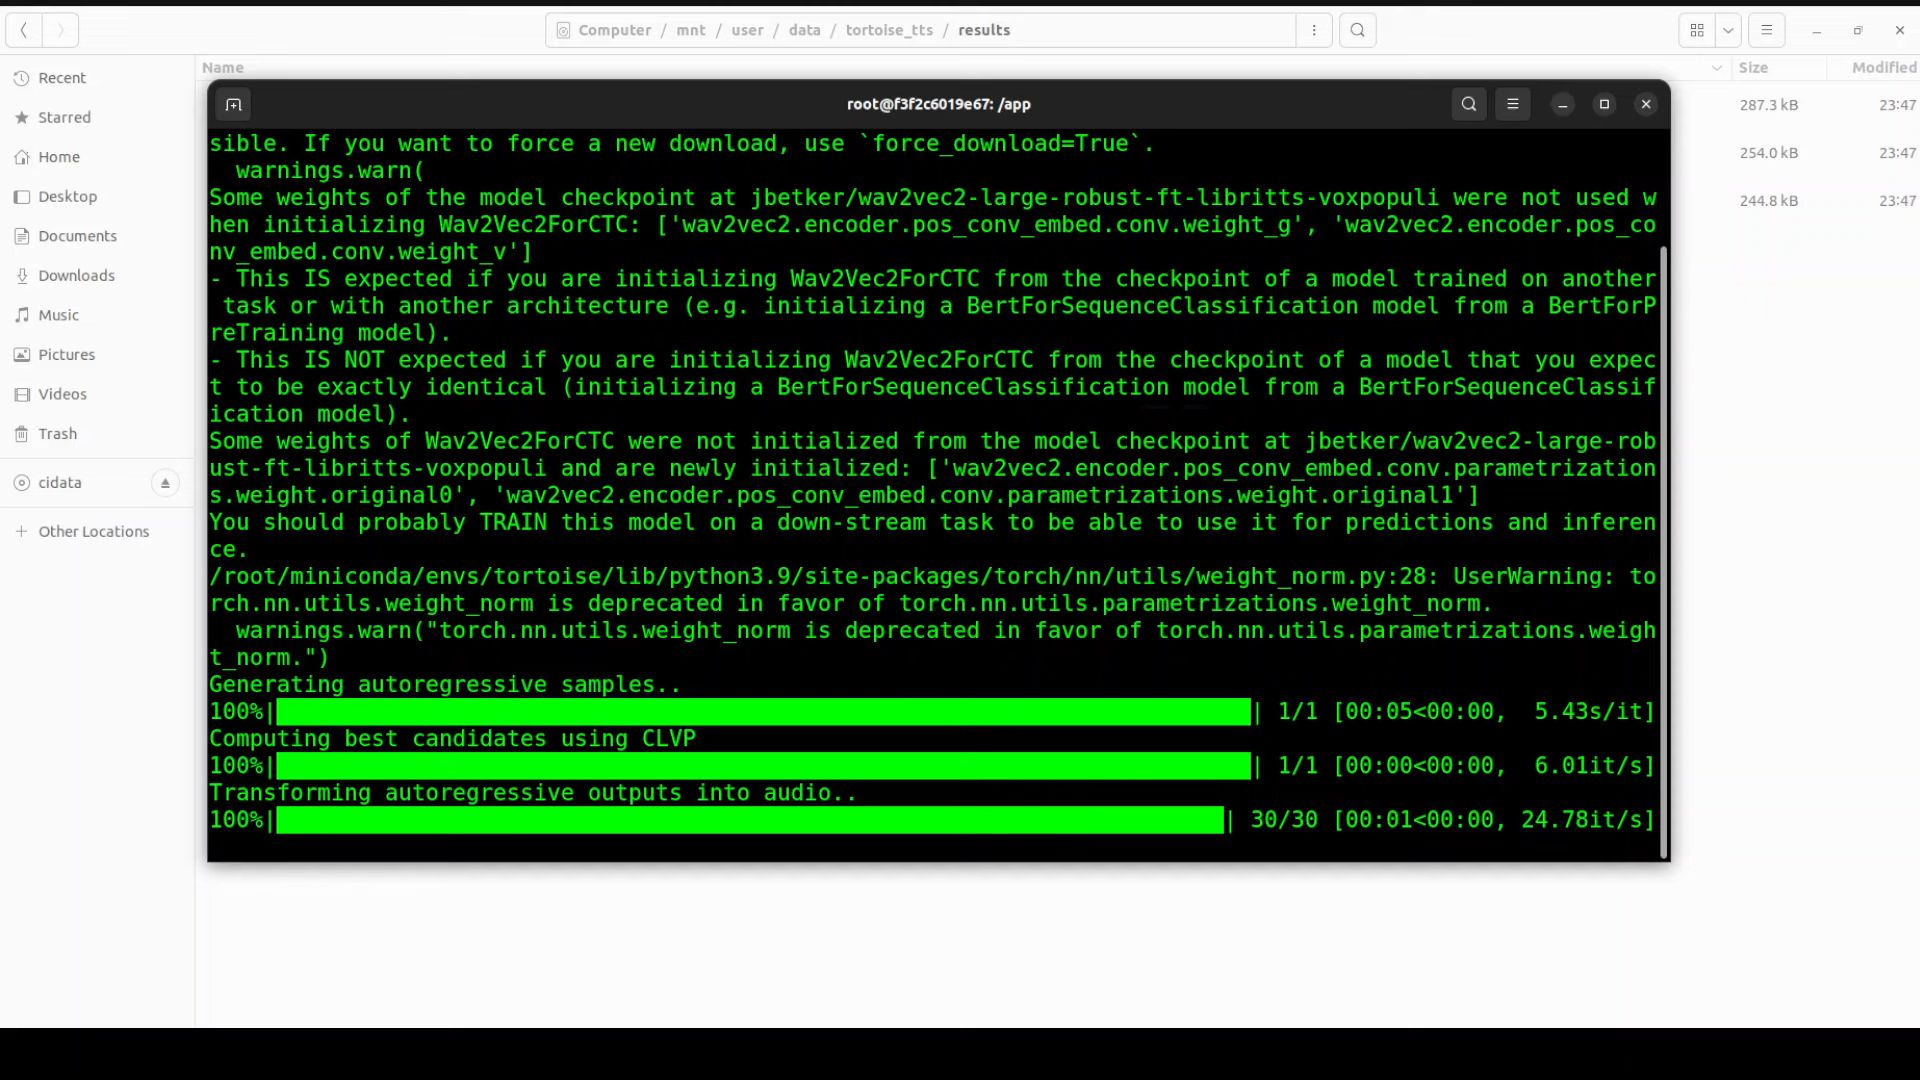 Computer / mnt / user / data / tortoise_tts / results
Recent
Starred
Home
Desktop
Documents
Downloads
Music
Pictures
Videos
Trash
cidata
Other Locations
Name
Size
Modified
287.3 kB
23:47
254.0 kB
23:47
244.8 kB
23:47
root@f3f2c6019e67: /app
sible. If you want to force a new download, use `force_download=True`.
warnings.warn(
Some weights of the model checkpoint at jbetker/wav2vec2-large-robust-ft-libritts-voxpopuli were not used w
hen initializing Wav2Vec2ForCTC: ['wav2vec2.encoder.pos_conv_embed.conv.weight_g', 'wav2vec2.encoder.pos_co
nv_embed.conv.weight_v']
- This IS expected if you are initializing Wav2Vec2ForCTC from the checkpoint of a model trained on another
task or with another architecture (e.g. initializing a BertForSequenceClassification model from a BertForP
reTraining model).
- This IS NOT expected if you are initializing Wav2Vec2ForCTC from the checkpoint of a model that you expec
t to be exactly identical (initializing a BertForSequenceClassification model from a BertForSequenceClassif
ication model).
Some weights of Wav2Vec2ForCTC were not initialized from the model checkpoint at jbetker/wav2vec2-large-rob
ust-ft-libritts-voxpopuli and are newly initialized: ['wav2vec2.encoder.pos_conv_embed.conv.parametrization
s.weight.original0', 'wav2vec2.encoder.pos_conv_embed.conv.parametrizations.weight.original1']
You should probably TRAIN this model on a down-stream task to be able to use it for predictions and inferen
ce.
/root/miniconda/envs/tortoise/lib/python3.9/site-packages/torch/nn/utils/weight_norm.py:28: UserWarning: to
rch.nn.utils.weight_norm is deprecated in favor of torch.nn.utils.parametrizations.weight_norm.
warnings.warn("torch.nn.utils.weight_norm is deprecated in favor of torch.nn.utils.parametrizations.weigh
t_norm.")
Generating autoregressive samples..
100%| | 1/1 [00:05<00:00, 5.43s/it]
Computing best candidates using CLVP
100%| | 1/1 [00:00<00:00, 6.01it/s]
Transforming autoregressive outputs into audio..
100%| | 30/30 [00:01<00:00, 24.78it/s]